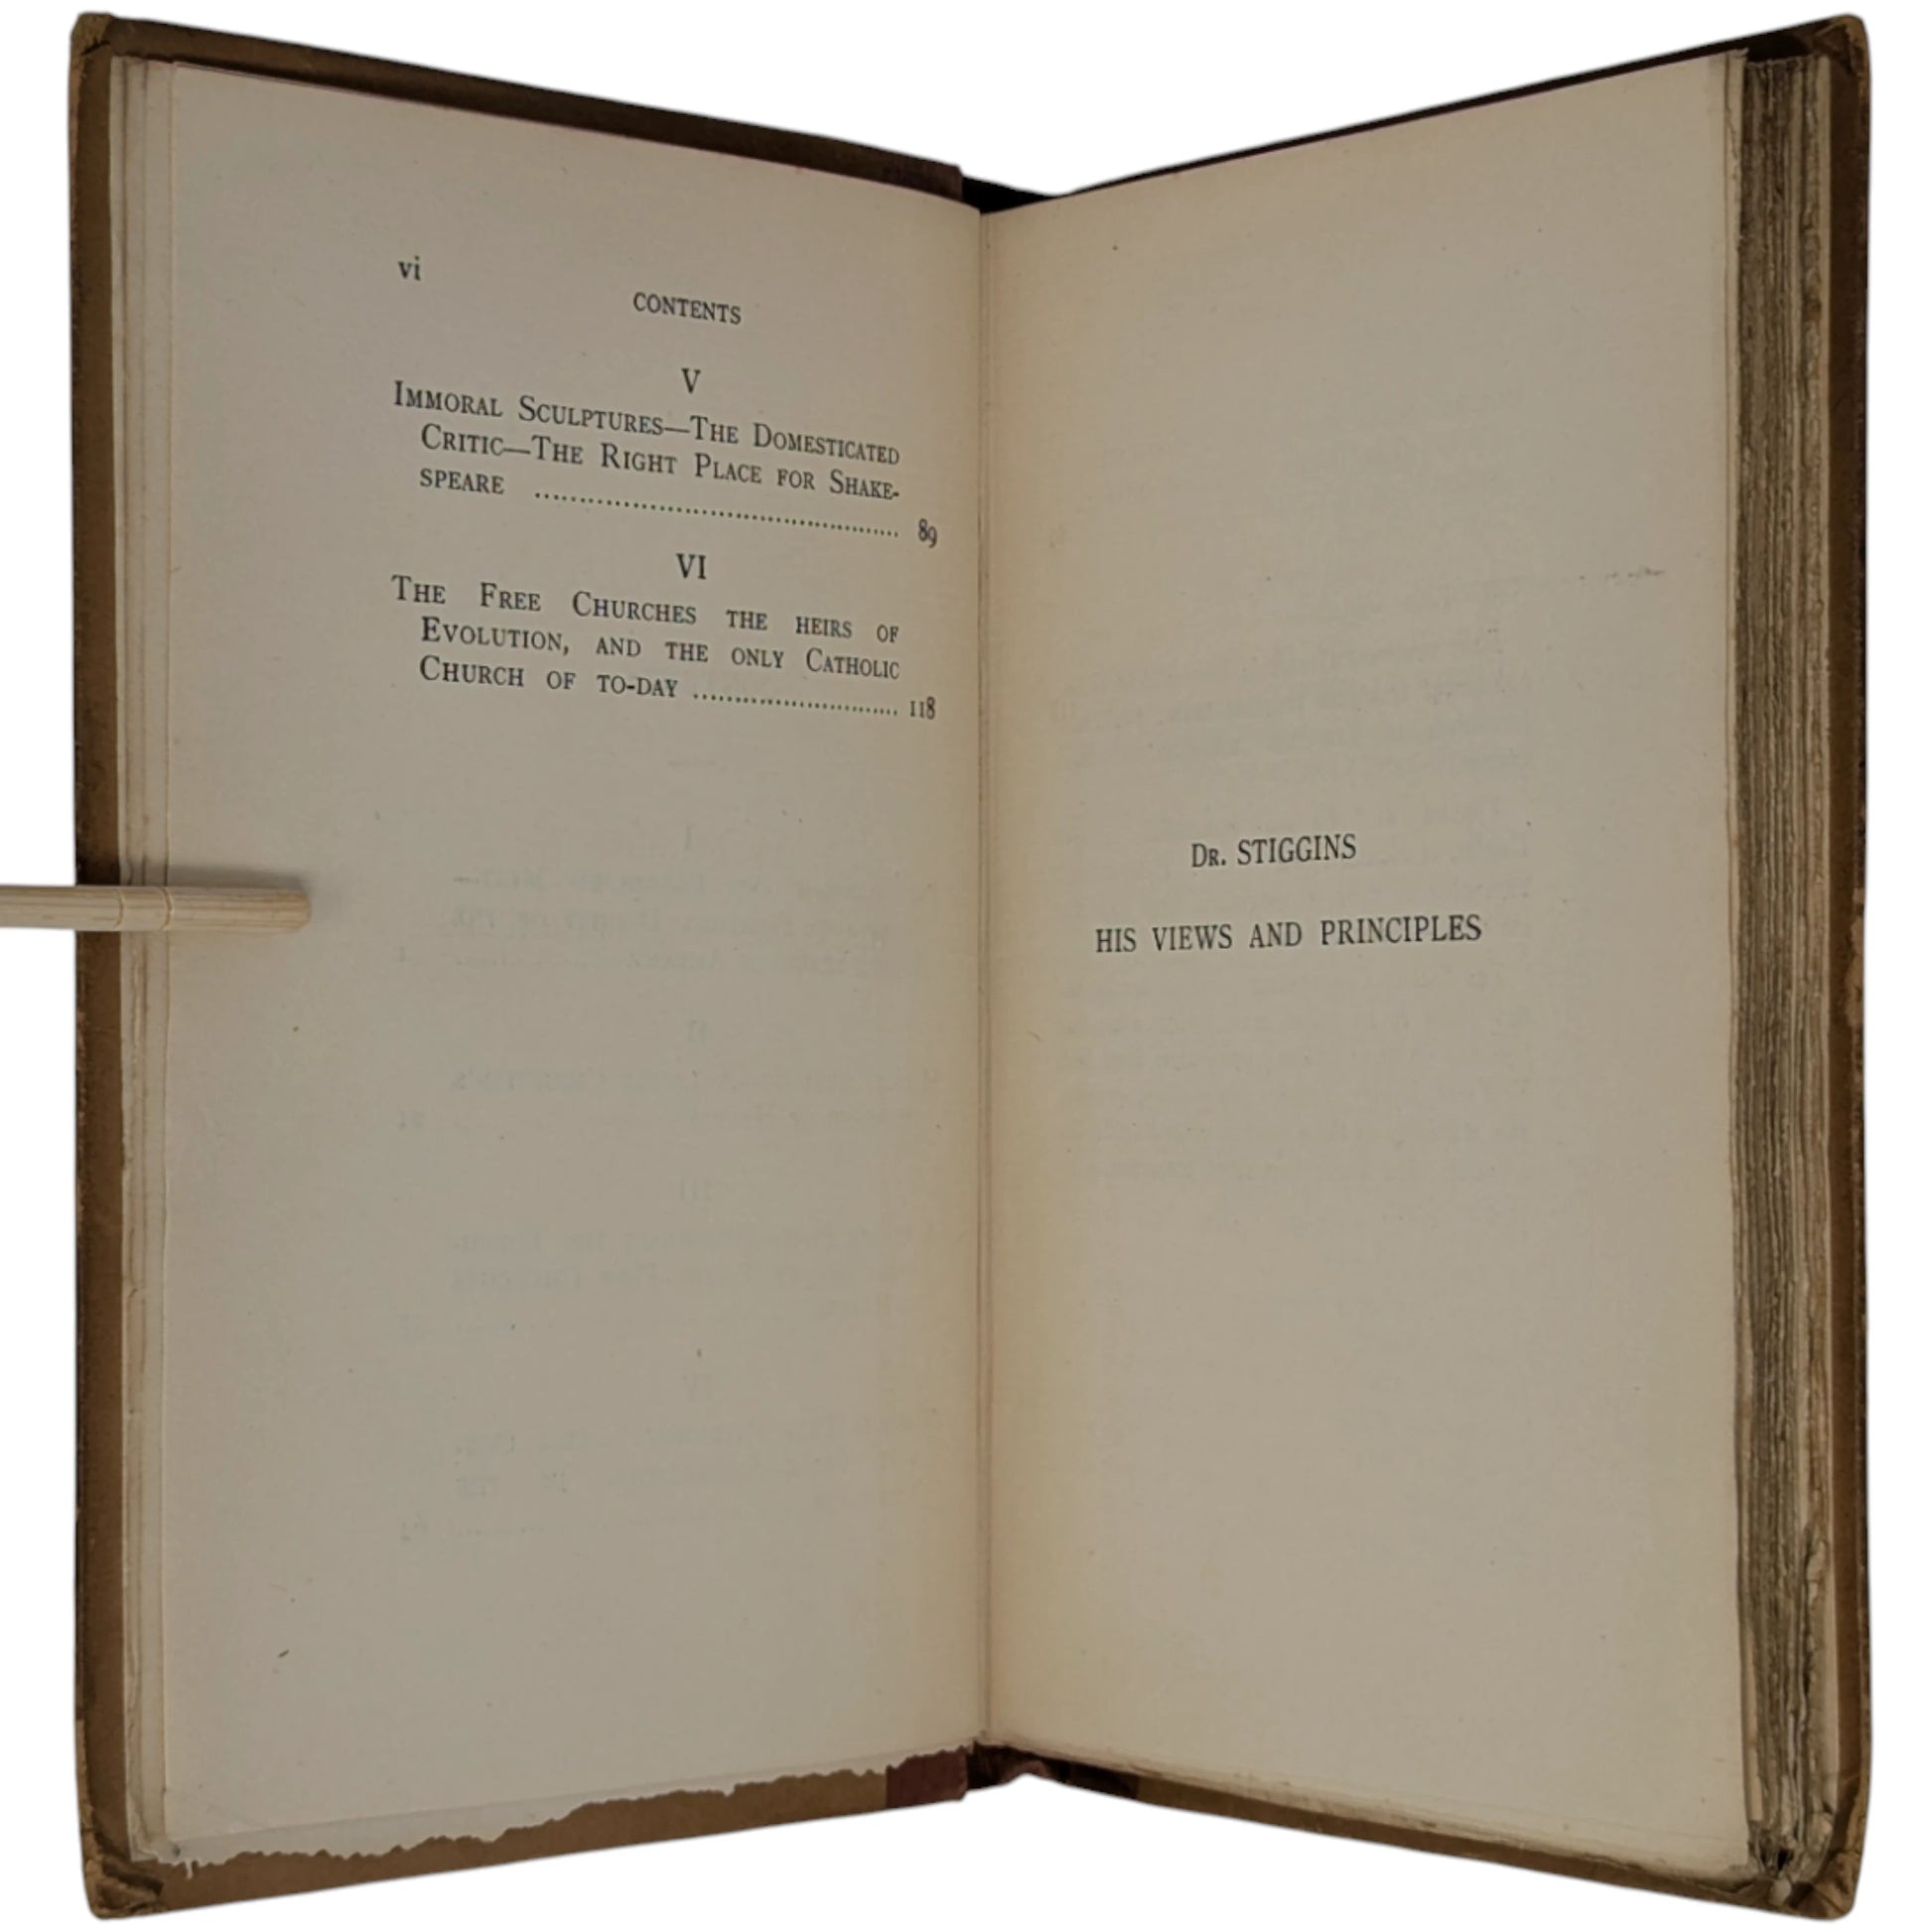 vi
CONTENTS
V
IMMORAL SCULPTURES—THE DOMESTICATED
CRITIC—THE RIGHT PLACE FOR SHAKE-
SPEARE ........................................ 89
VI
THE FREE CHURCHES THE HEIRS OF
EVOLUTION, AND THE ONLY CATHOLIC
CHURCH OF TO-DAY ........................... 118
DR. STIGGINS
HIS VIEWS AND PRINCIPLES